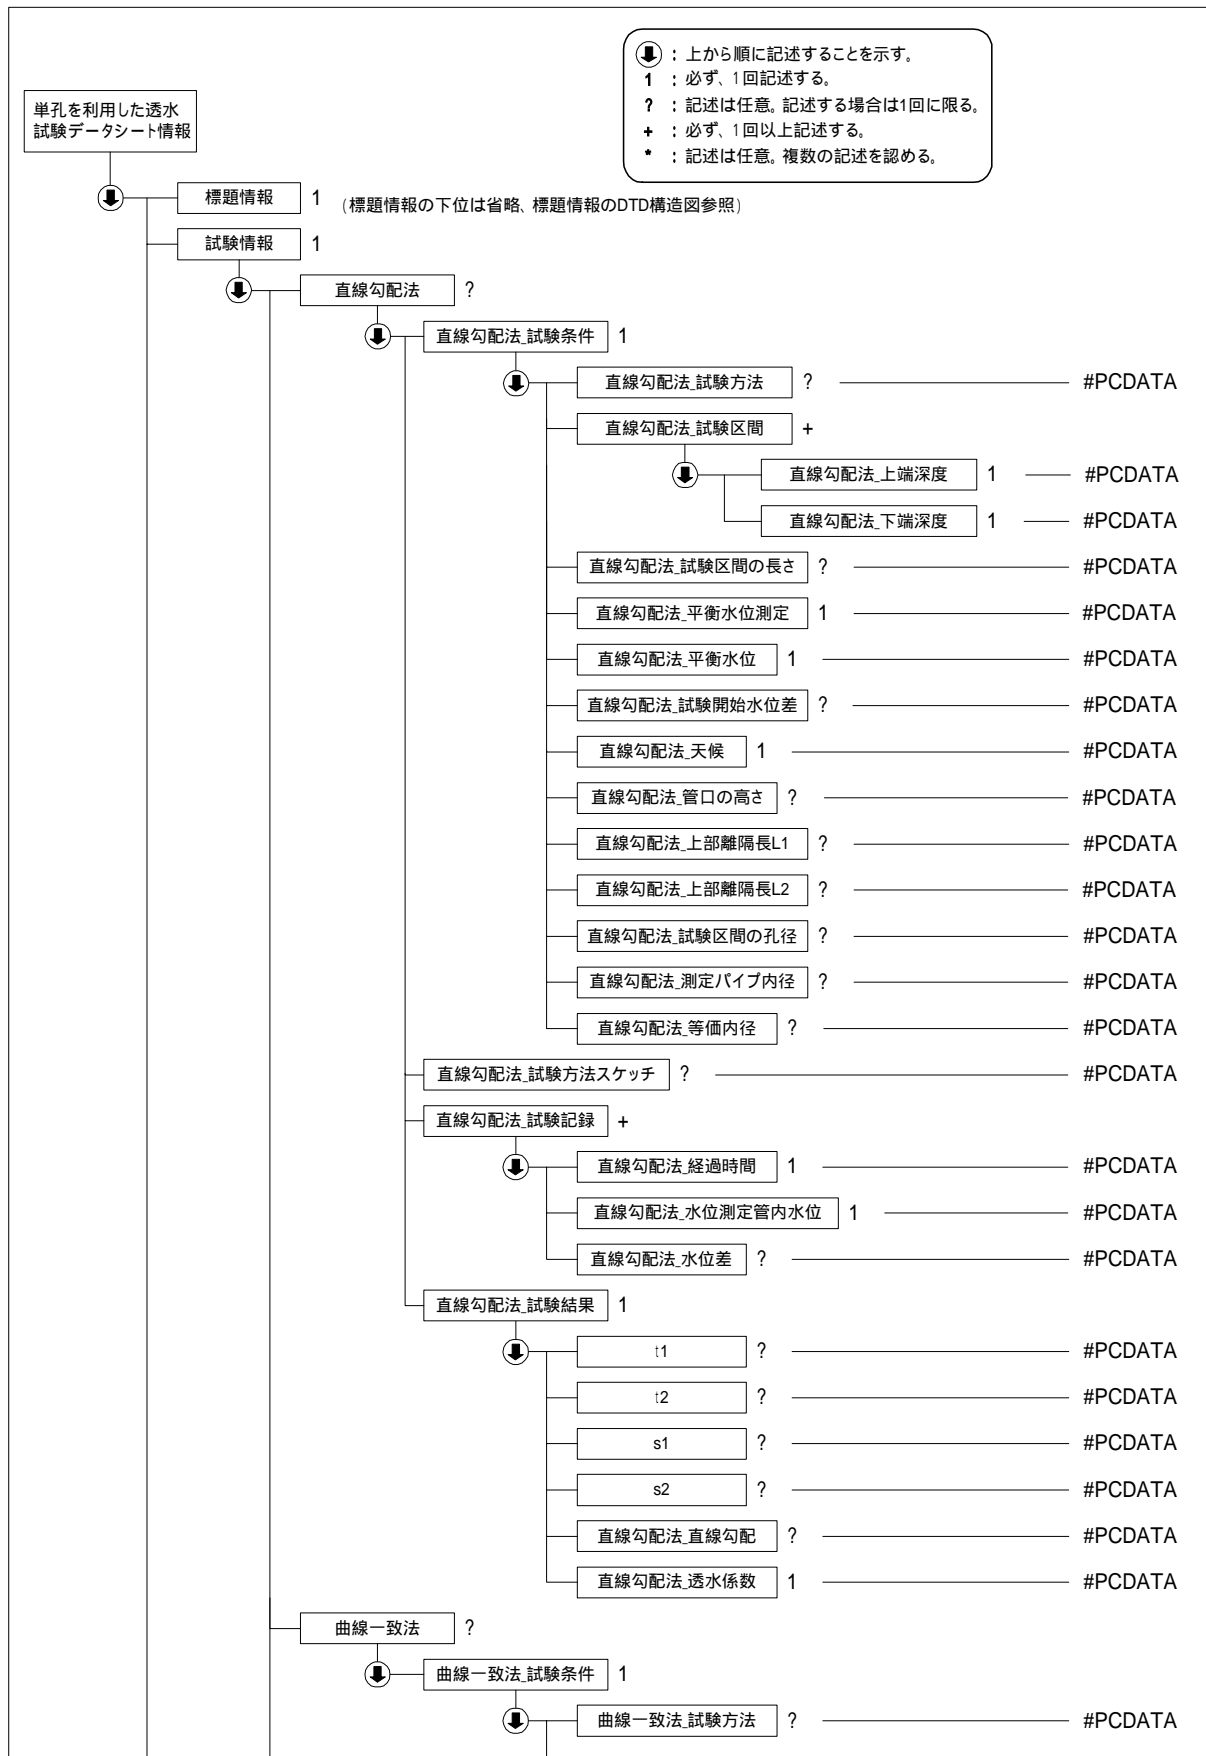 : 上から順に記述することを示す。
1 : 必ず、1回記述する。
? : 記述は任意。記述する場合は1回に限る。
+ : 必ず、1回以上記述する。
* : 記述は任意。複数の記述を認める。
単孔を利用した透水
試験データシート情報
標題情報 1 (標題情報の下位は省略、標題情報のDTD構造図参照)
試験情報 1
直線勾配法 ?
直線勾配法_試験条件 1
直線勾配法_試験方法 ? #PCDATA
直線勾配法_試験区間 +
直線勾配法_上端深度 1 #PCDATA
直線勾配法_下端深度 1 #PCDATA
直線勾配法_試験区間の長さ ? #PCDATA
直線勾配法_平衡水位測定 1 #PCDATA
直線勾配法_平衡水位 1 #PCDATA
直線勾配法_試験開始水位差 ? #PCDATA
直線勾配法_天候 1 #PCDATA
直線勾配法_管口の高さ ? #PCDATA
直線勾配法_上部離隔長L1 ? #PCDATA
直線勾配法_上部離隔長L2 ? #PCDATA
直線勾配法_試験区間の孔径 ? #PCDATA
直線勾配法_測定パイプ内径 ? #PCDATA
直線勾配法_等価内径 ? #PCDATA
直線勾配法_試験方法スケッチ ? #PCDATA
直線勾配法_試験記録 +
直線勾配法_経過時間 1 #PCDATA
直線勾配法_水位測定管内水位 1 #PCDATA
直線勾配法_水位差 ? #PCDATA
直線勾配法_試験結果 1
t1 ? #PCDATA
t2 ? #PCDATA
s1 ? #PCDATA
s2 ? #PCDATA
直線勾配法_直線勾配 ? #PCDATA
直線勾配法_透水係数 1 #PCDATA
曲線一致法 ?
曲線一致法_試験条件 1
曲線一致法_試験方法 ? #PCDATA